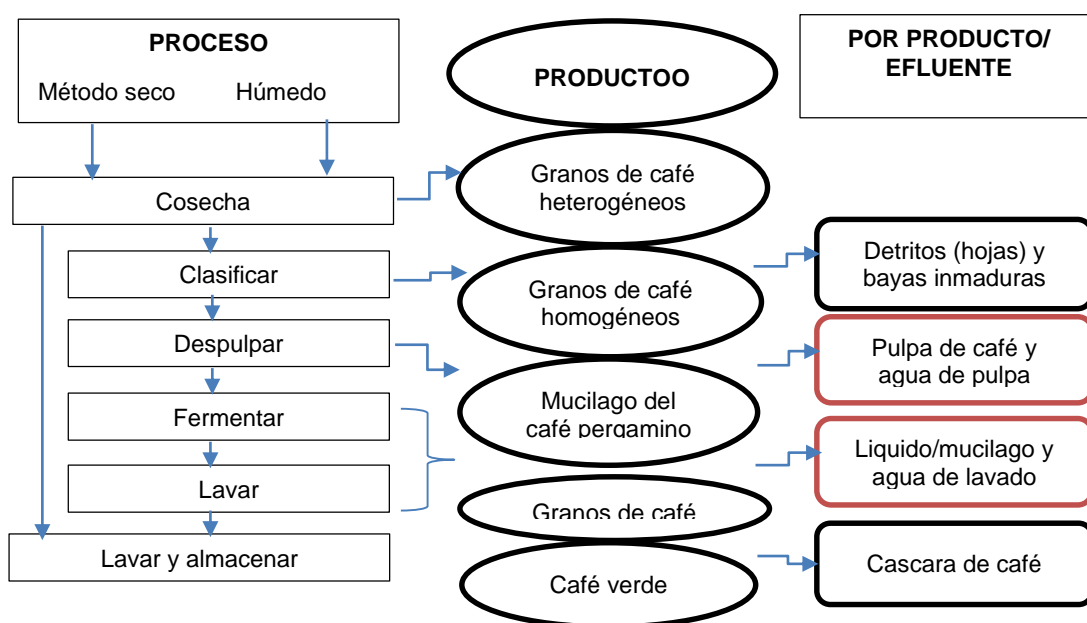 PROCESO
Método seco
Húmedo
PRODUCTOO
POR PRODUCTO/
EFLUENTE
Cosecha
Granos de café
heterogéneos
Clasificar
Granos de café
homogéneos
Detritos (hojas) y
bayas inmaduras
Despulpar
Mucilago del
café pergamino
Pulpa de café y
agua de pulpa
Fermentar
Lavar
Granos de café
Liquido/mucilago y
agua de lavado
Lavar y almacenar
Café verde
Cascara de café